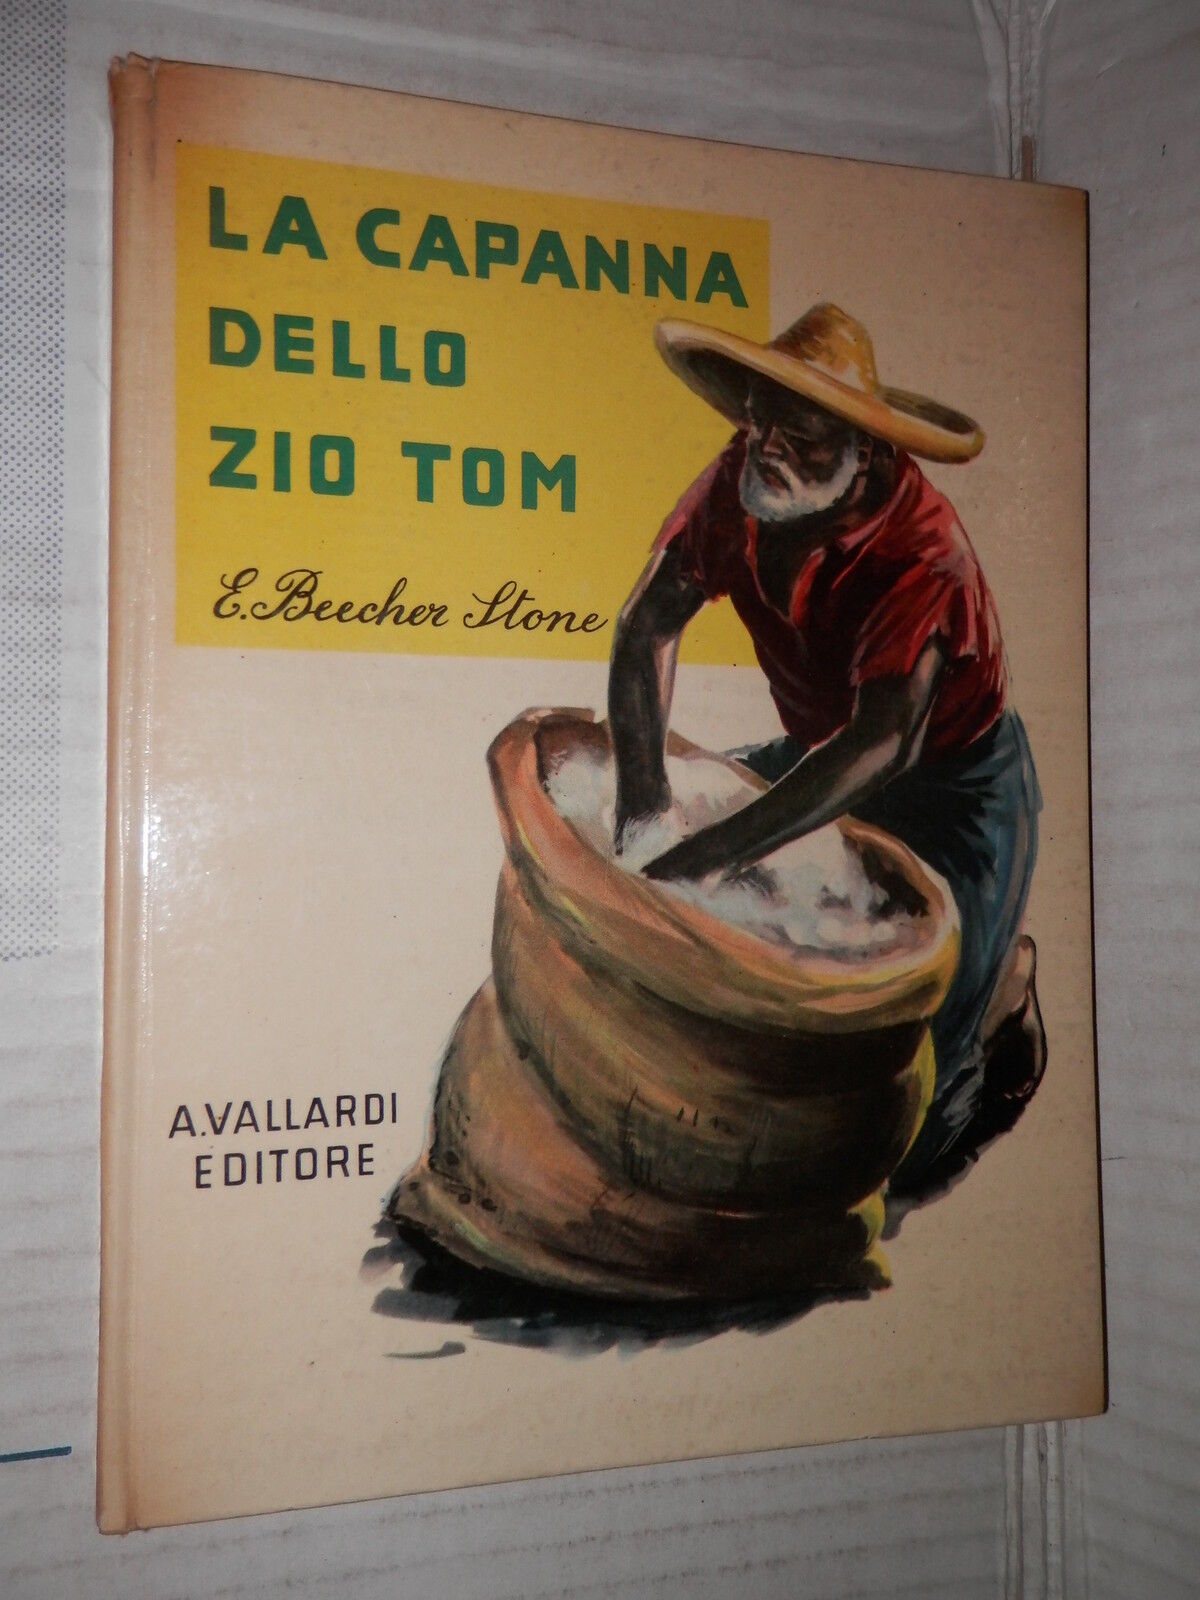 LA CAPANNA
DELLO
ZIO TOM
E. Beecher Stone
A. VALLARDI
EDITORE